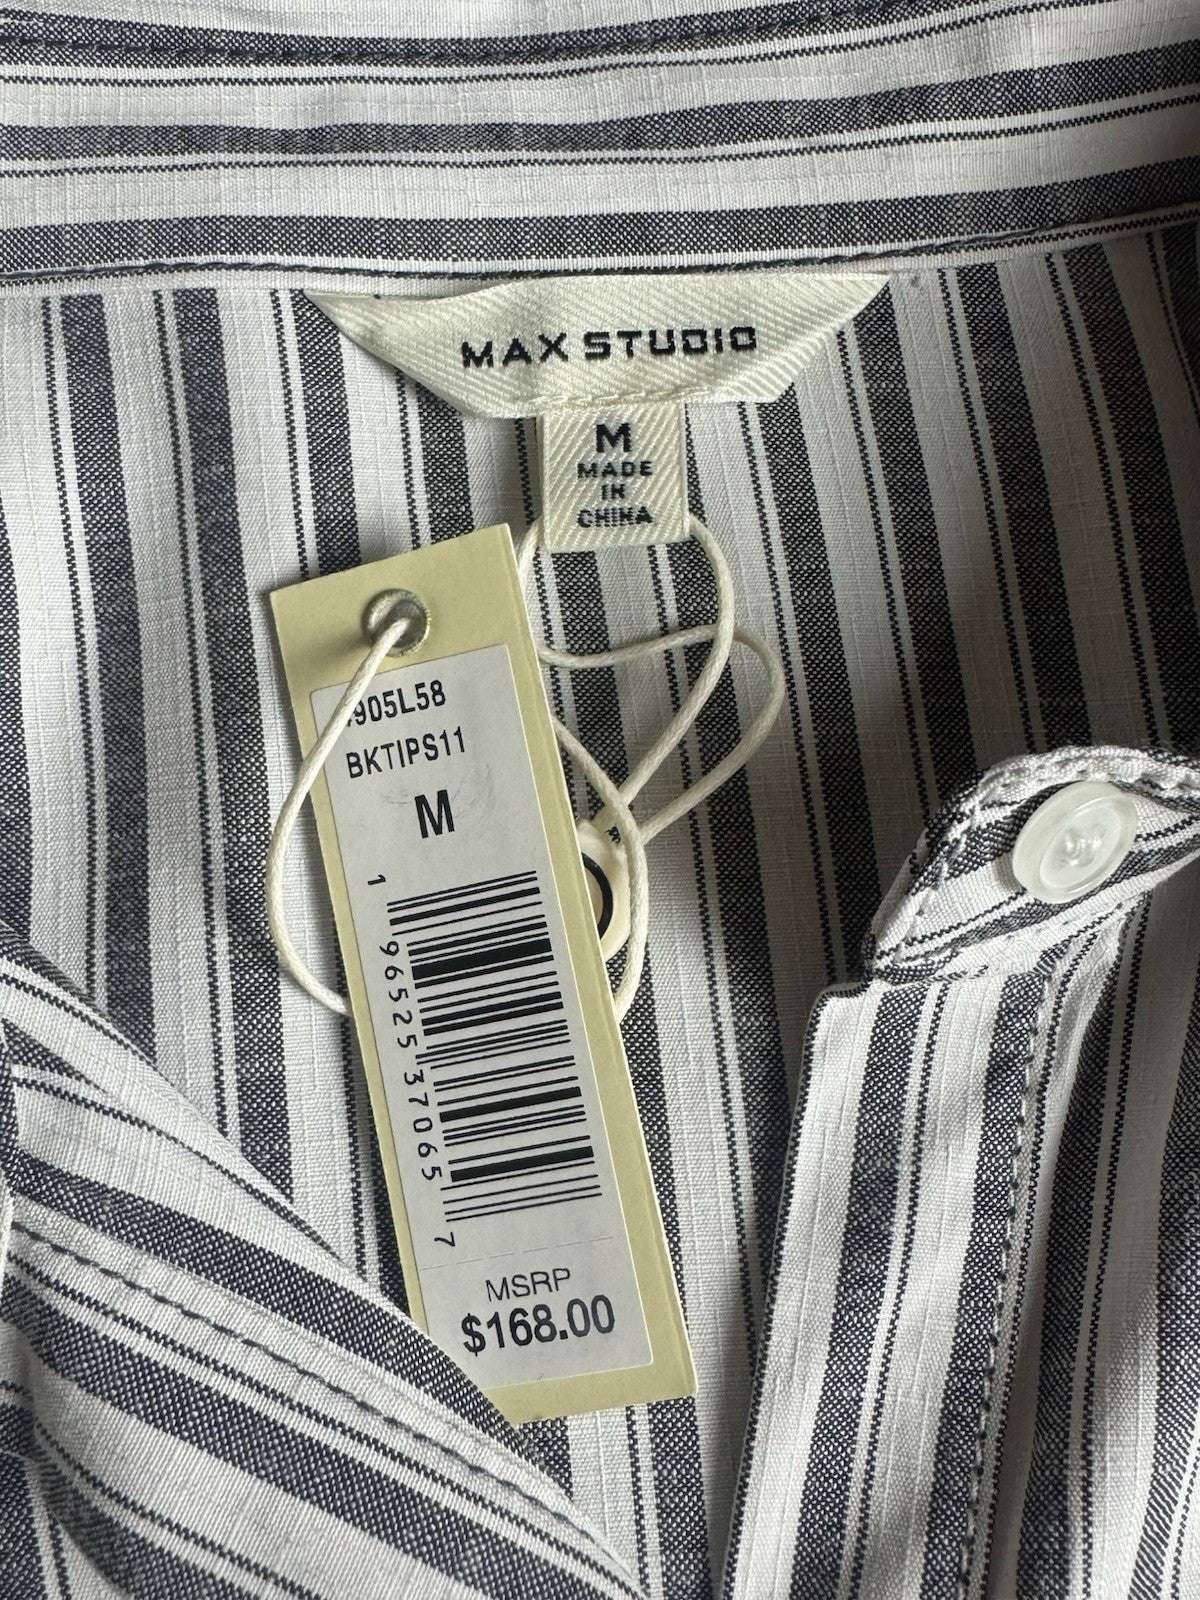 MAX STUDIO
M
MADE
IN
CHINA
905L58
BKTIPS11
M
1 96525 37065 7
MSRP
$168.00